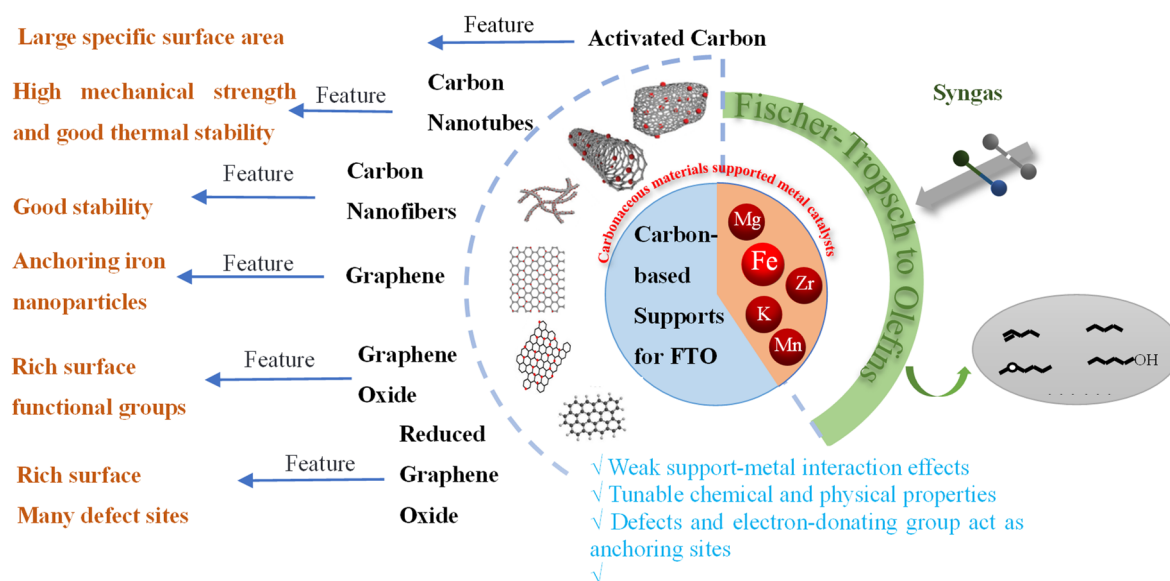 Large specific surface area
Feature
Activated Carbon
High mechanical strength
and good thermal stability
Feature
Carbon
Nanotubes
Good stability
Feature
Carbon
Nanofibers
Anchoring iron
nanoparticles
Feature
Graphene
Rich surface
functional groups
Feature
Graphene
Oxide
Rich surface
Many defect sites
Feature
Reduced
Graphene
Oxide
Carbonaceous materials supported metal catalysts
Carbon-
based
Supports
for FTO
Mg
Fe
Zr
K
Mn
Fischer-Tropsch to Olefins
Syngas
OH
. . . . . .
√ Weak support-metal interaction effects
√ Tunable chemical and physical properties
√ Defects and electron-donating group act as
anchoring sites
√